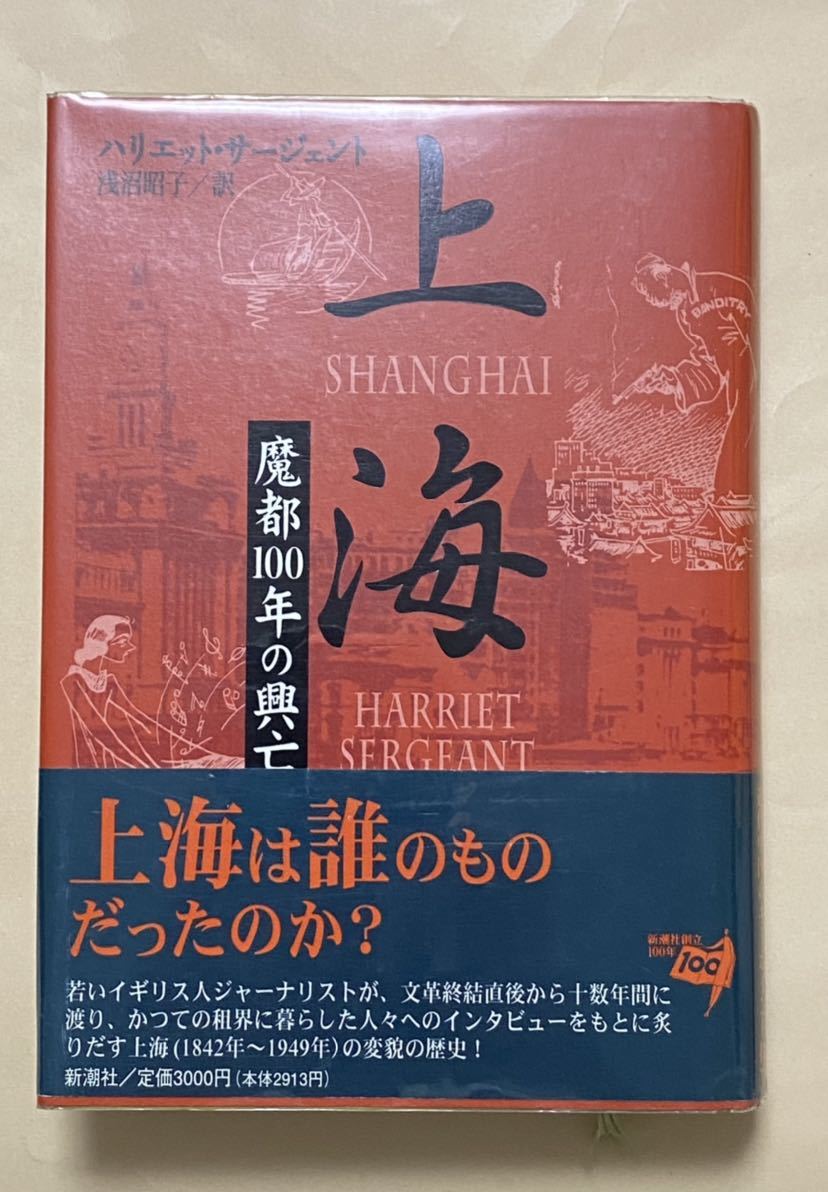 ハリエット・サージェント
浅沼昭子／訳
上海
SHANGHAI
魔都100年の興亡
HARRIET
SERGEANT
BANDITRY
上海は誰のもの
だったのか？
新潮社創立
100年
100
若いイギリス人ジャーナリストが、文革終結直後から十数年間に
渡り、かつての租界に暮らした人々へのインタビューをもとに炙
りだす上海(1842年〜1949年)の変貌の歴史！
新潮社／定価3000円(本体2913円)